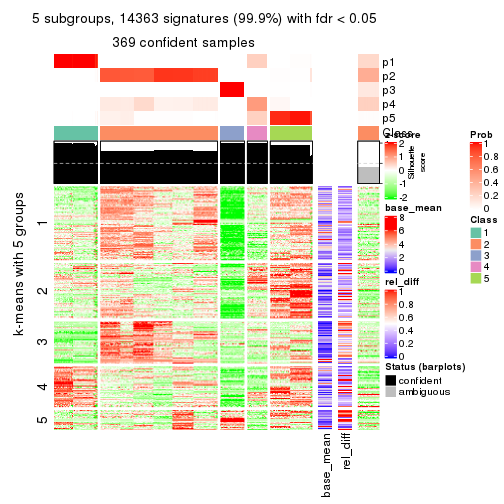 5 subgroups, 14363 signatures (99.9%) with fdr < 0.05
369 confident samples
p1
p2
p3
p4
p5
Class
Silhouette
score
k-means with 5 groups
1
2
3
4
5
base_mean
rel_diff
z-score
2
1
0
-1
-2
base_mean
8
6
4
2
0
rel_diff
1
0.8
0.6
0.4
0.2
0
Status (barplots)
confident
ambiguous
Prob
1
0.8
0.6
0.4
0.2
0
Class
1
2
3
4
5